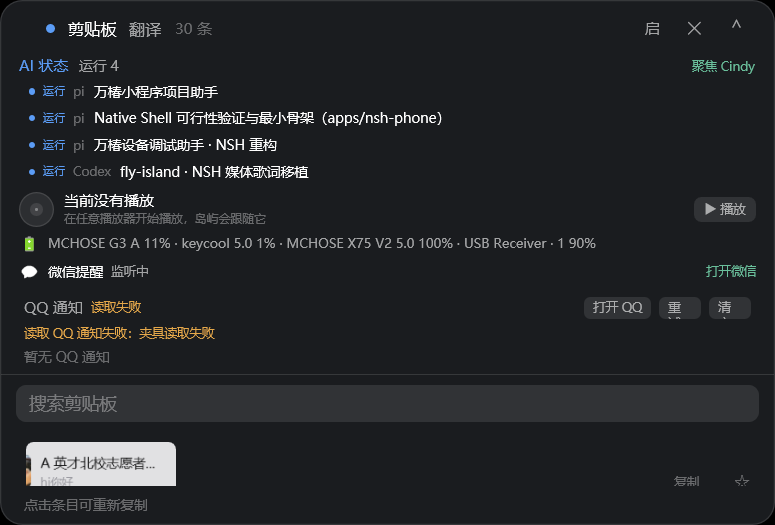 剪贴板 翻译 30 条 启
AI 状态 运行 4 聚焦 Cindy
运行 pi 万椿小程序项目助手
运行 pi Native Shell 可行性验证与最小骨架（apps/nsh-phone）
运行 pi 万椿设备调试助手 · NSH 重构
运行 Codex fly-island · NSH 媒体歌词移植
当前没有播放
在任意播放器开始播放，岛屿会跟随它
播放
MCHOSE G3 A 11% · keycool 5.0 1% · MCHOSE X75 V2 5.0 100% · USB Receiver · 1 90%
微信提醒 监听中 打开微信
QQ 通知 读取失败 打开 QQ 重 清
读取 QQ 通知失败：夹具读取失败
暂无 QQ 通知
搜索剪贴板
A 英才北校志愿者...
hi你好
复制
点击条目可重新复制